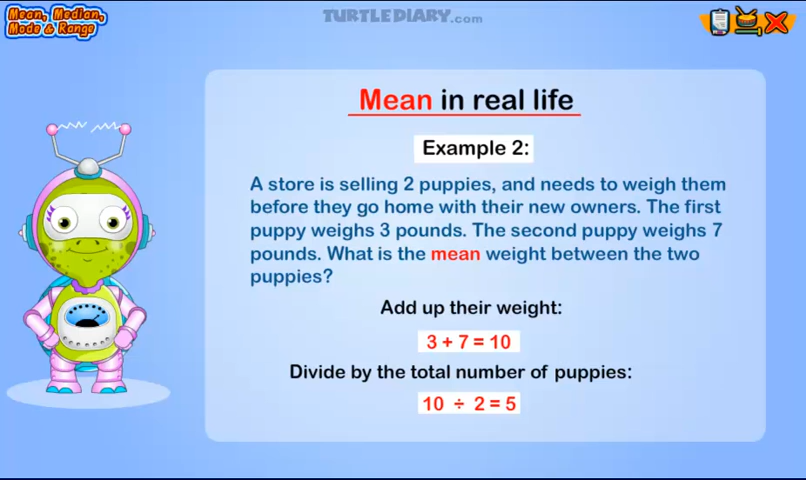 Mean, Median,
Mode & Range
TURTLEDIARY.com
Mean in real life
Example 2:
A store is selling 2 puppies, and needs to weigh them
before they go home with their new owners. The first
puppy weighs 3 pounds. The second puppy weighs 7
pounds. What is the mean weight between the two
puppies?
Add up their weight:
3 + 7 = 10
Divide by the total number of puppies:
10 ÷ 2 = 5